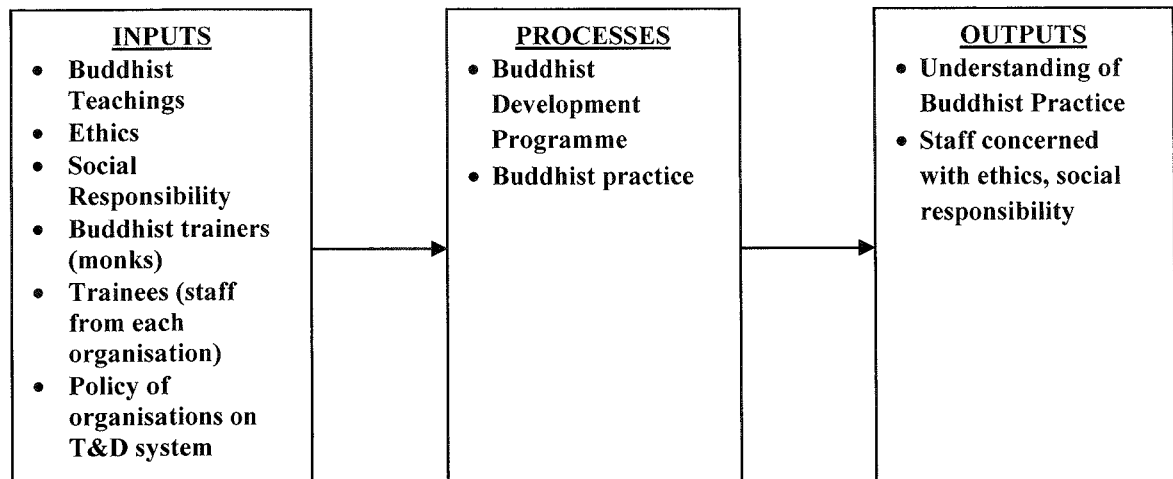 INPUTS
• Buddhist
Teachings
• Ethics
• Social
Responsibility
• Buddhist trainers
(monks)
• Trainees (staff
from each
organisation)
• Policy of
organisations on
T&D system
PROCESSES
• Buddhist
Development
Programme
• Buddhist practice
OUTPUTS
• Understanding of
Buddhist Practice
• Staff concerned
with ethics, social
responsibility